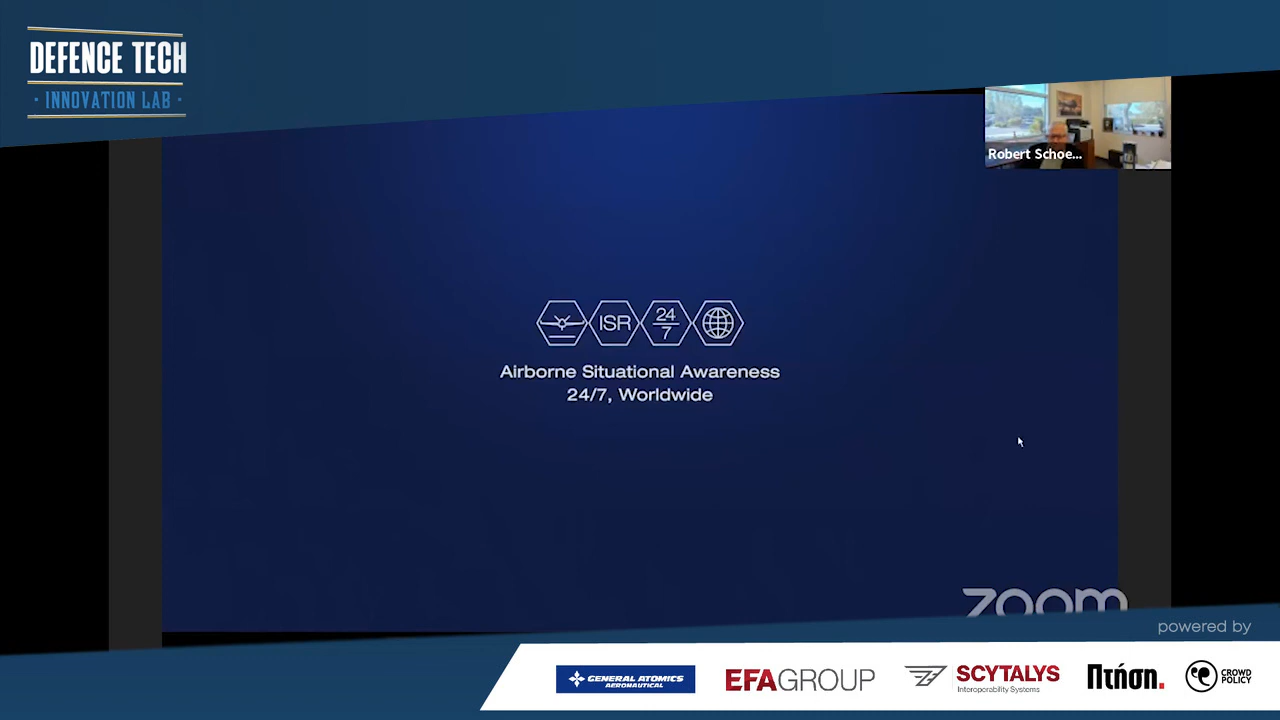 DEFENCE TECH
· INNOVATION LAB ·
Robert Schoe...
ISR
24
7
Airborne Situational Awareness
24/7, Worldwide
zoom
powered by
GENERAL ATOMICS
AERONAUTICAL
EFAGROUP
SCYTALYS
Interoperability Systems
Πτήση.
CROWD
POLICY